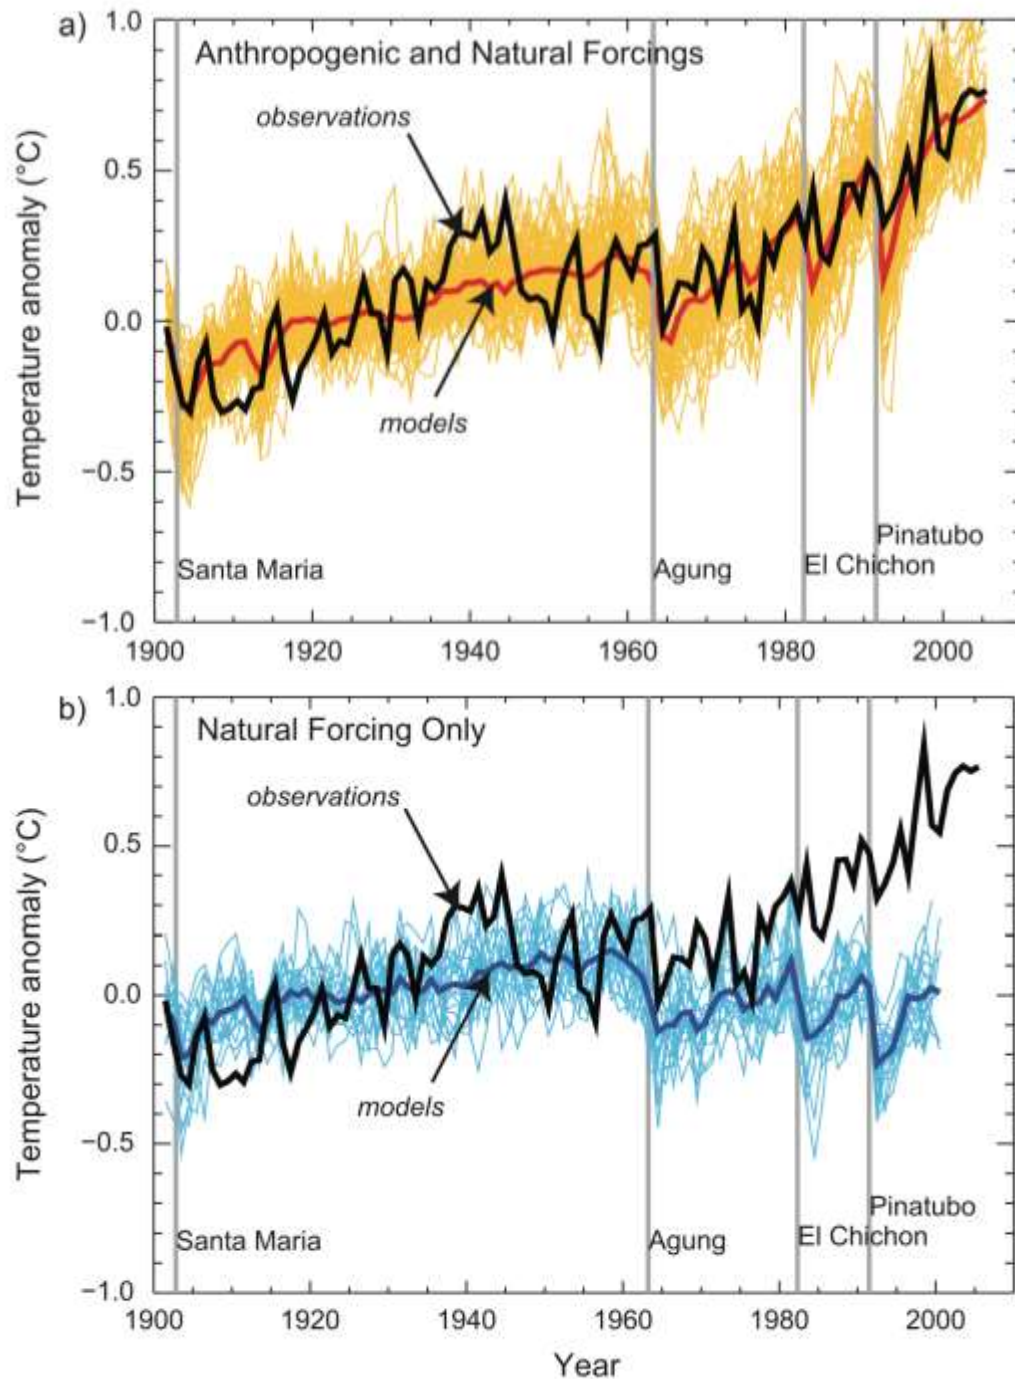 a)
Anthropogenic and Natural Forcings
observations
models
Temperature anomaly (°C)
1.0
0.5
0.0
−0.5
−1.0
Santa Maria
Agung
El Chichon
Pinatubo
1900 1920 1940 1960 1980 2000
b)
Natural Forcing Only
observations
models
Temperature anomaly (°C)
1.0
0.5
0.0
−0.5
−1.0
Santa Maria
Agung
El Chichon
Pinatubo
1900 1920 1940 1960 1980 2000
Year